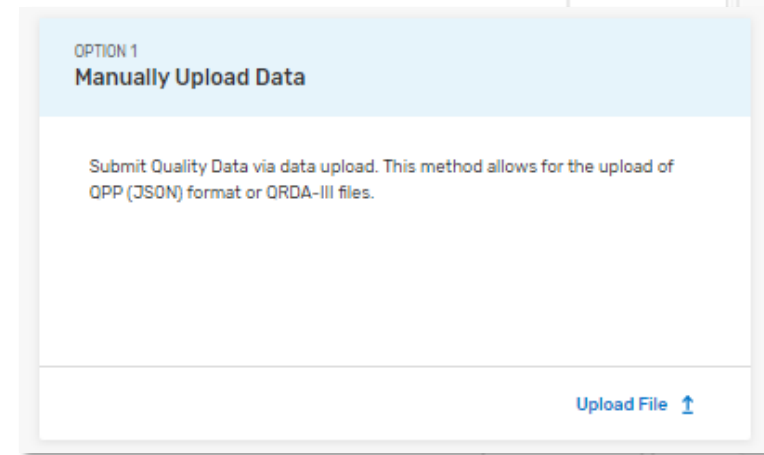 OPTION 1
Manually Upload Data
Submit Quality Data via data upload. This method allows for the upload of
QPP (JSON) format or QRDA-III files.
Upload File